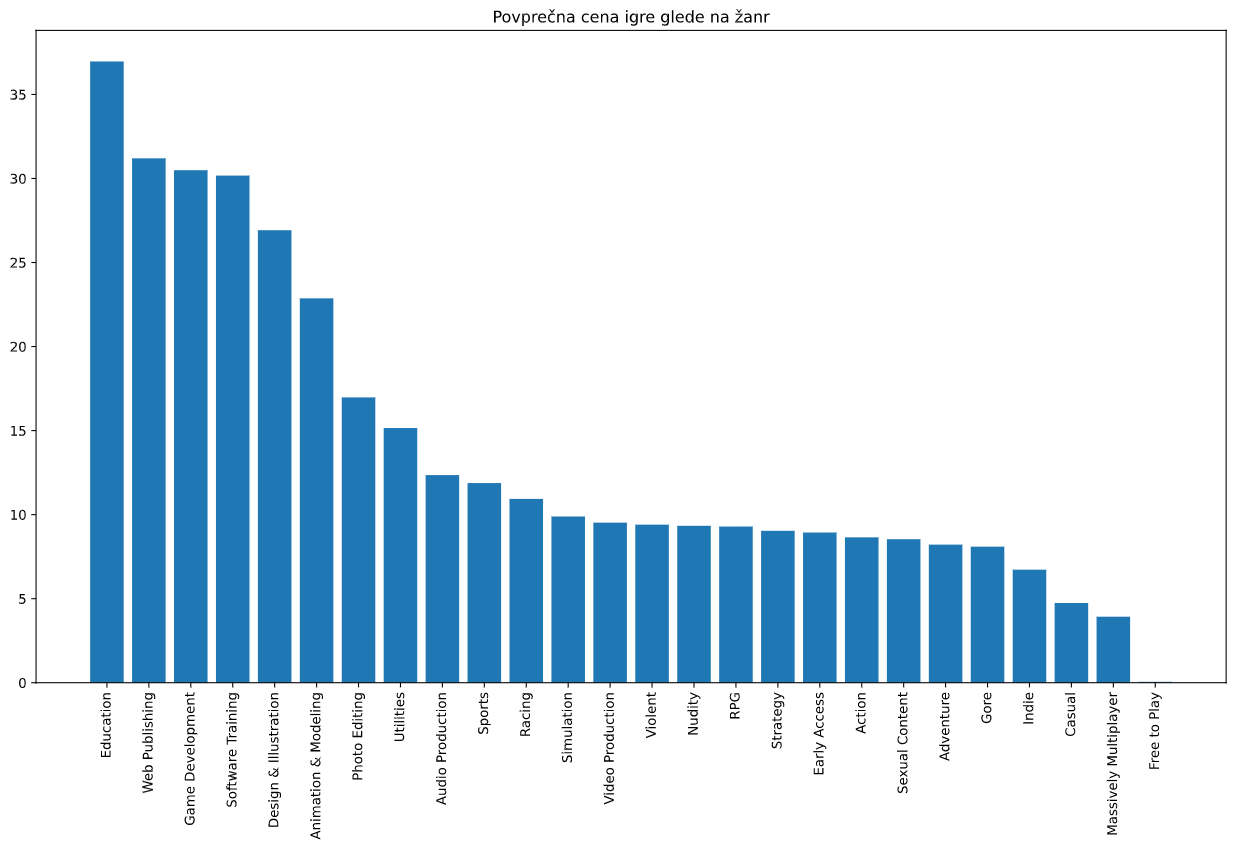 Povprečna cena igre glede na žanr
35
30
25
20
15
10
5
0
Education
Web Publishing
Game Development
Software Training
Design & Illustration
Animation & Modeling
Photo Editing
Utilities
Audio Production
Sports
Racing
Simulation
Video Production
Violent
Nudity
RPG
Strategy
Early Access
Action
Sexual Content
Adventure
Gore
Indie
Casual
Massively Multiplayer
Free to Play